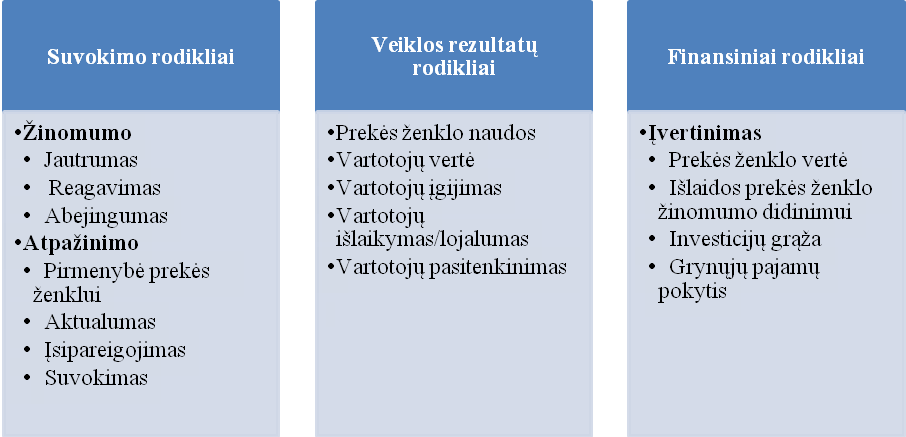 Suvokimo rodikliai
•Žinomumo
• Jautrumas
• Reagavimas
• Abejingumas
•Atpažinimo
• Pirmenybė prekės
ženklui
• Aktualumas
• Įsipareigojimas
• Suvokimas
Veiklos rezultatų
rodikliai
•Prekės ženklo naudos
•Vartotojų vertė
•Vartotojų įgijimas
•Vartotojų
išlaikymas/lojalumas
•Vartotojų pasitenkinimas
Finansiniai rodikliai
•Įvertinimas
• Prekės ženklo vertė
• Išlaidos prekės ženklo
žinomumo didinimui
• Investicijų grąža
• Grynųjų pajamų
pokytis